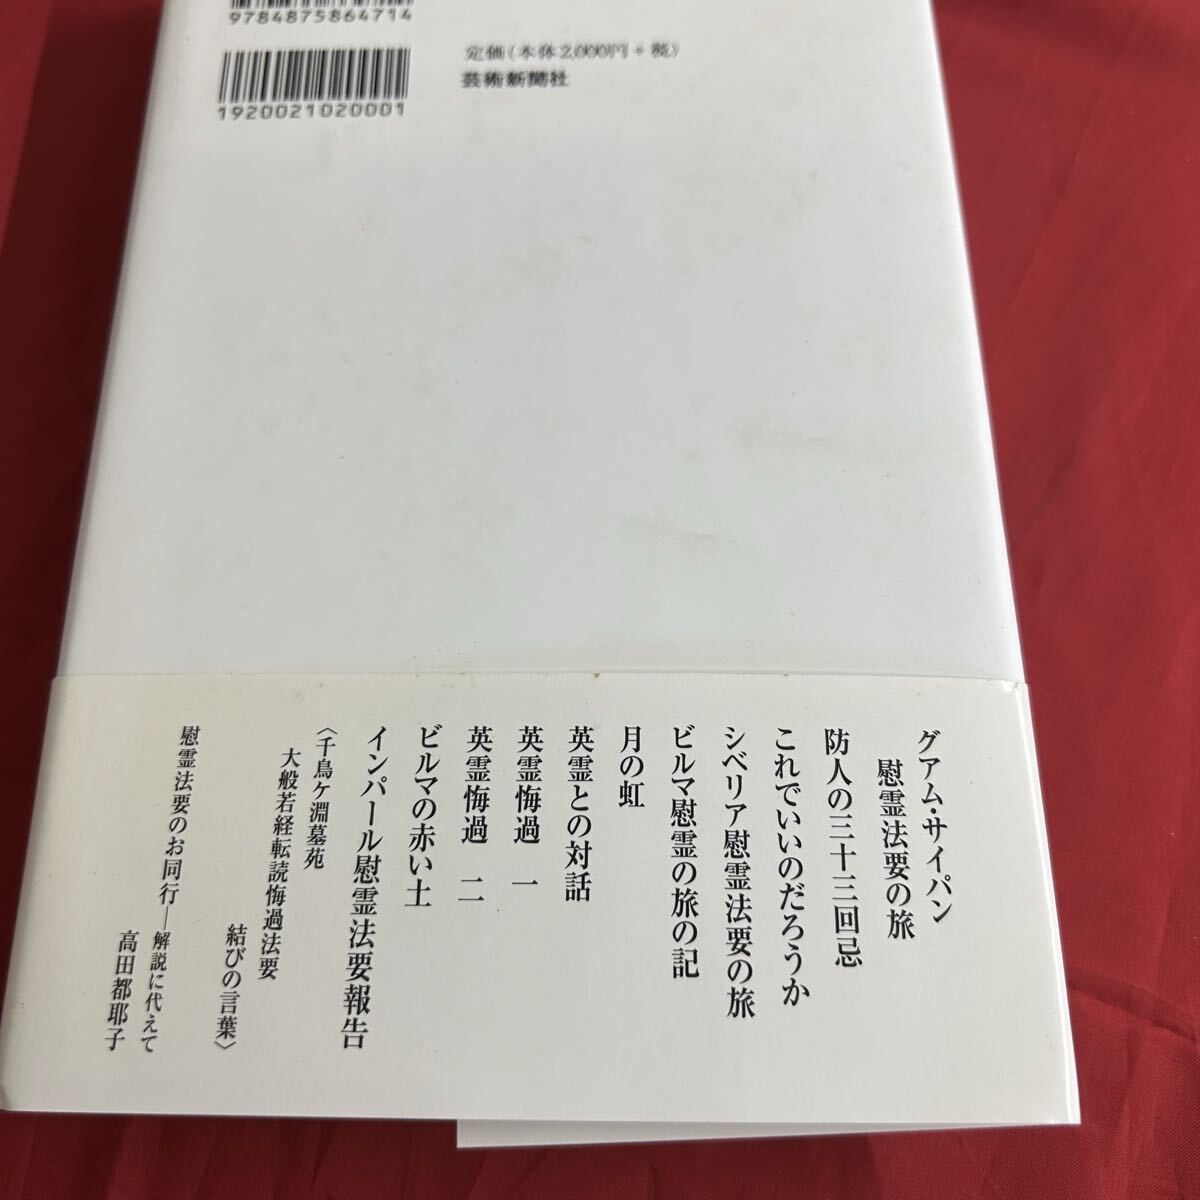 9784875864714
1920021020001
定価(本体2,000円+税)
芸術新聞社
グアム・サイパン
慰霊法要の旅
防人の三十三回忌
これでいいのだろうか
シベリア慰霊法要の旅
ビルマ慰霊の旅の記
月の虹
英霊との対話
英霊悔過 一
英霊悔過 二
ビルマの赤い土
インパール慰霊法要報告
〈千鳥ケ淵墓苑
大般若経転読悔過法要
結びの言葉〉
慰霊法要のお同行―解説に代えて
高田都耶子